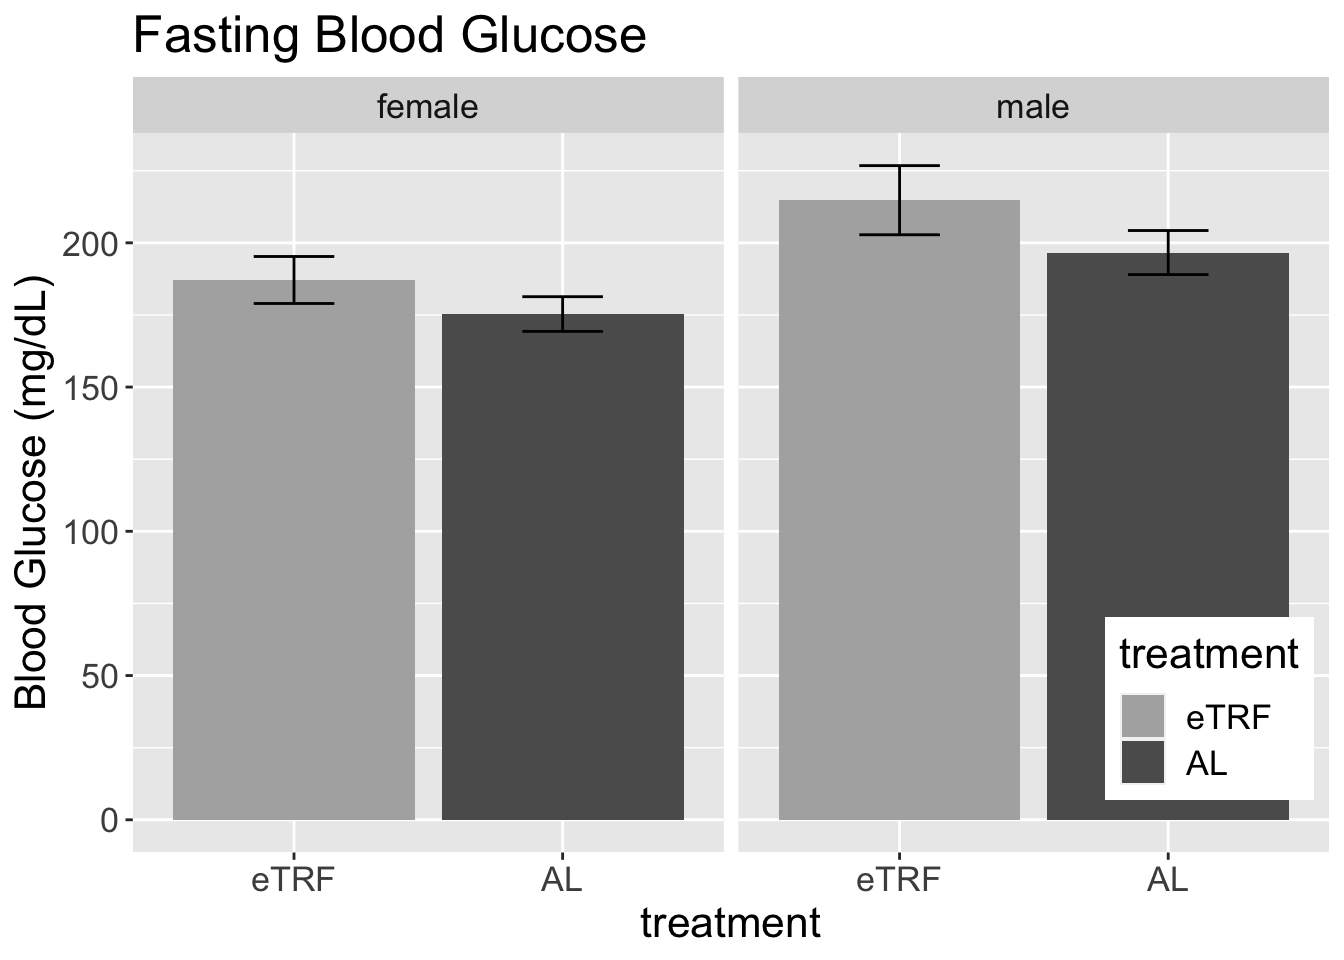 Fasting Blood Glucose
female
male
Blood Glucose (mg/dL)
200
150
100
50
0
treatment
eTRF
AL
eTRF
AL
eTRF
AL
treatment